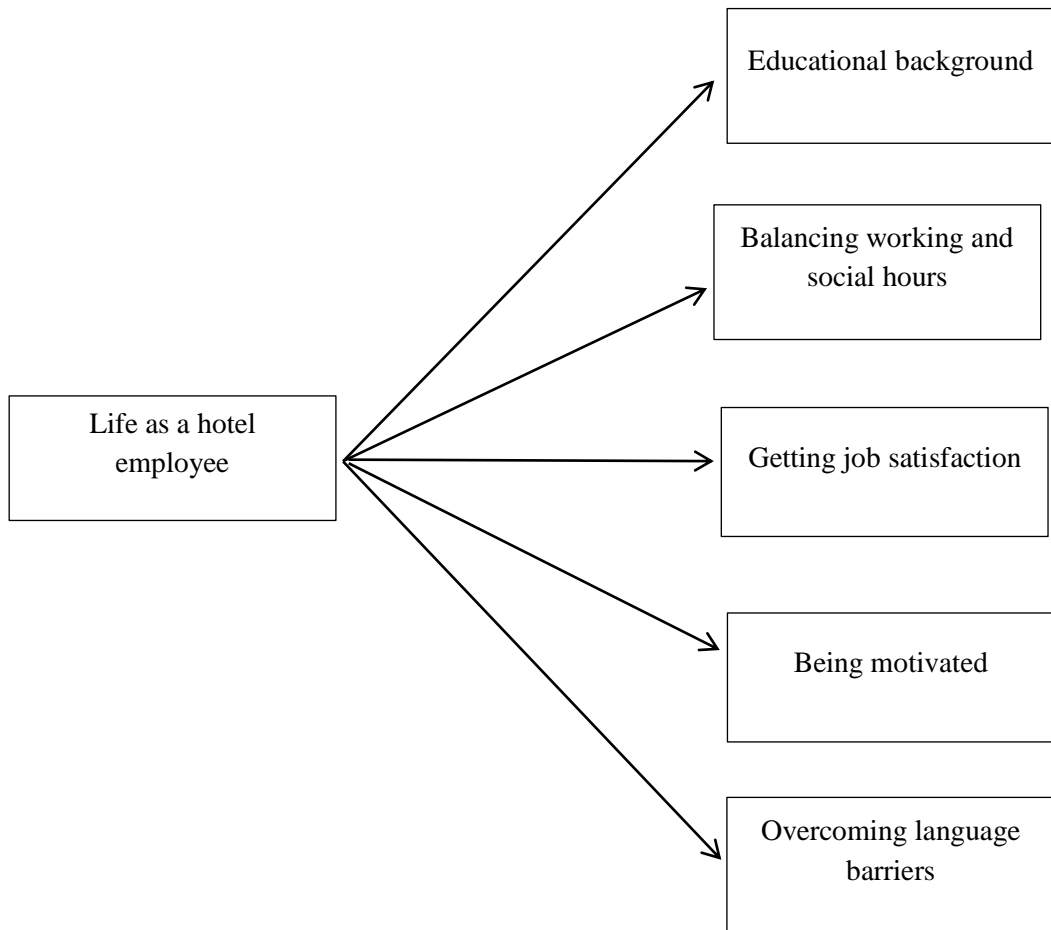 Educational background
Balancing working and
social hours
Life as a hotel
employee
Getting job satisfaction
Being motivated
Overcoming language
barriers